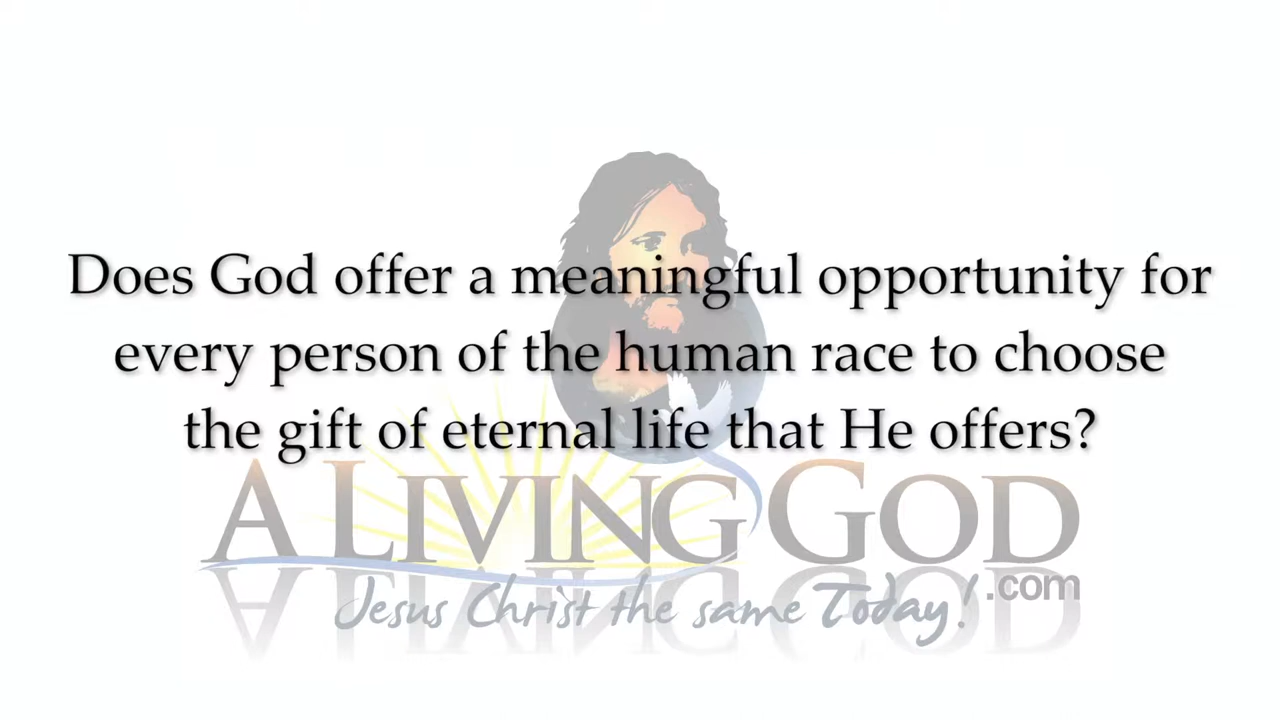 Does God offer a meaningful opportunity for
every person of the human race to choose
the gift of eternal life that He offers?
A LIVING GOD
.com
Jesus Christ the same Today!